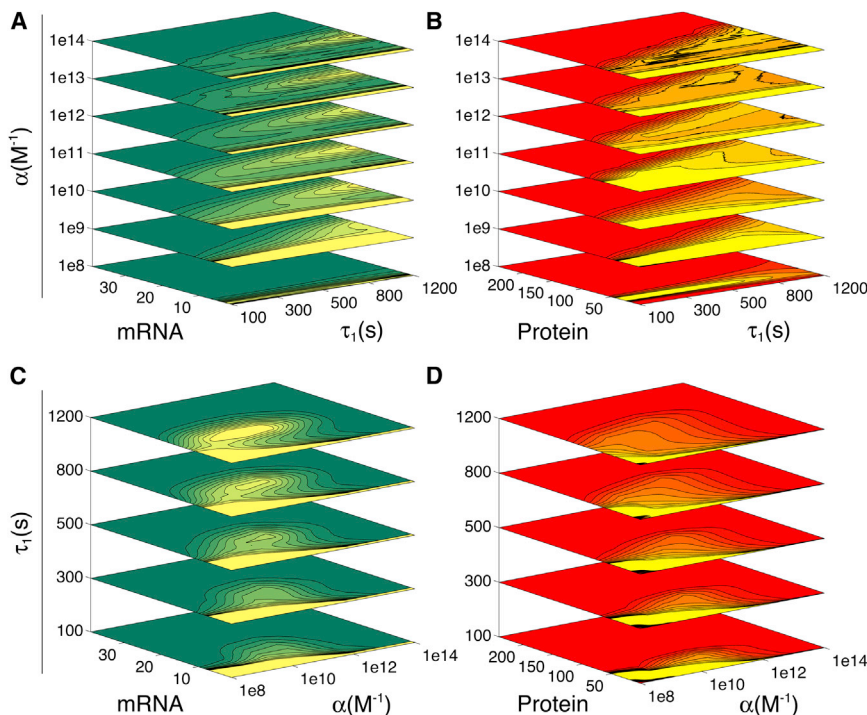 A
B
1e14
1e13
1e12
1e11
1e10
1e9
1e8
α(M⁻¹)
30
20
10
mRNA
100
300
500
800
1200
τ₁(s)
1e14
1e13
1e12
1e11
1e10
1e9
1e8
200
150
100
50
Protein
100
300
500
800
1200
τ₁(s)
C
D
1200
800
500
300
100
τ₁(s)
30
20
10
mRNA
1e8
1e10
1e12
1e14
α(M⁻¹)
1200
800
500
300
100
200
150
100
50
Protein
1e8
1e10
1e12
1e14
α(M⁻¹)